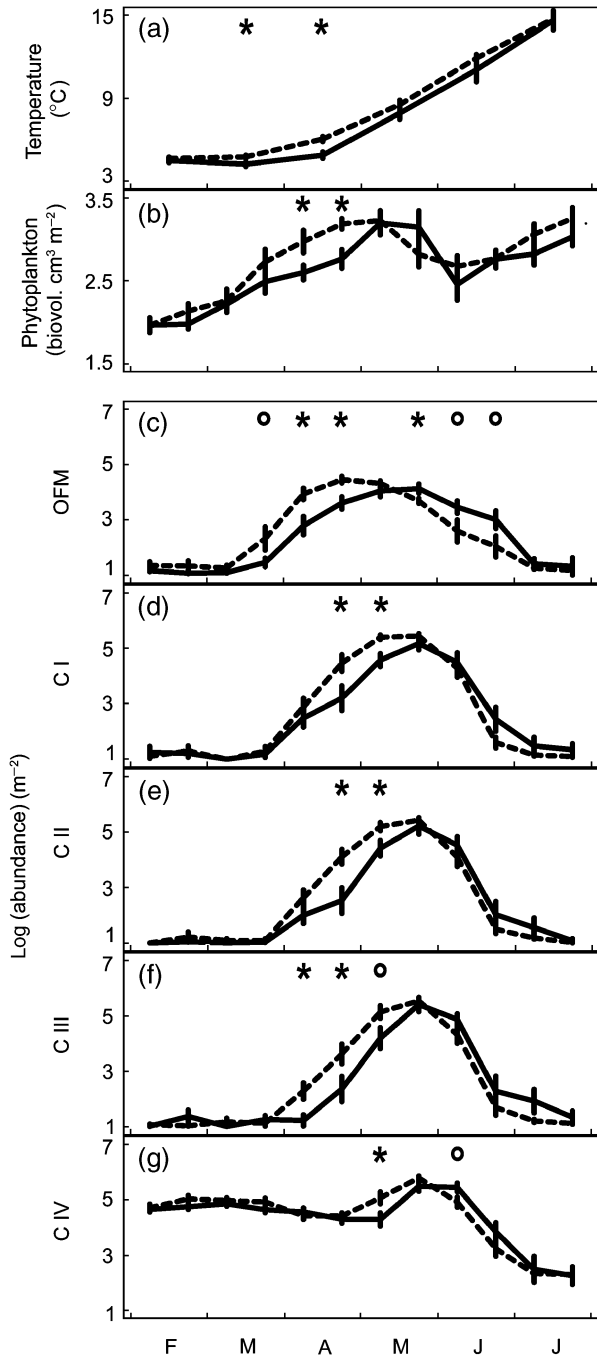 15
(a)
*
*
9
3
Temperature
(°C)
3.5
(b)
*
*
2.5
1.5
Phytoplankton
(biovol. cm³ m⁻²)
7
(c)
o
*
*
*
o
o
5
3
1
OFM
7
(d)
*
*
5
3
1
C I
7
(e)
*
*
5
3
1
C II
Log (abundance) (m⁻²)
7
(f)
*
*
o
5
3
1
C III
7
(g)
*
o
5
3
1
C IV
F M A M J J